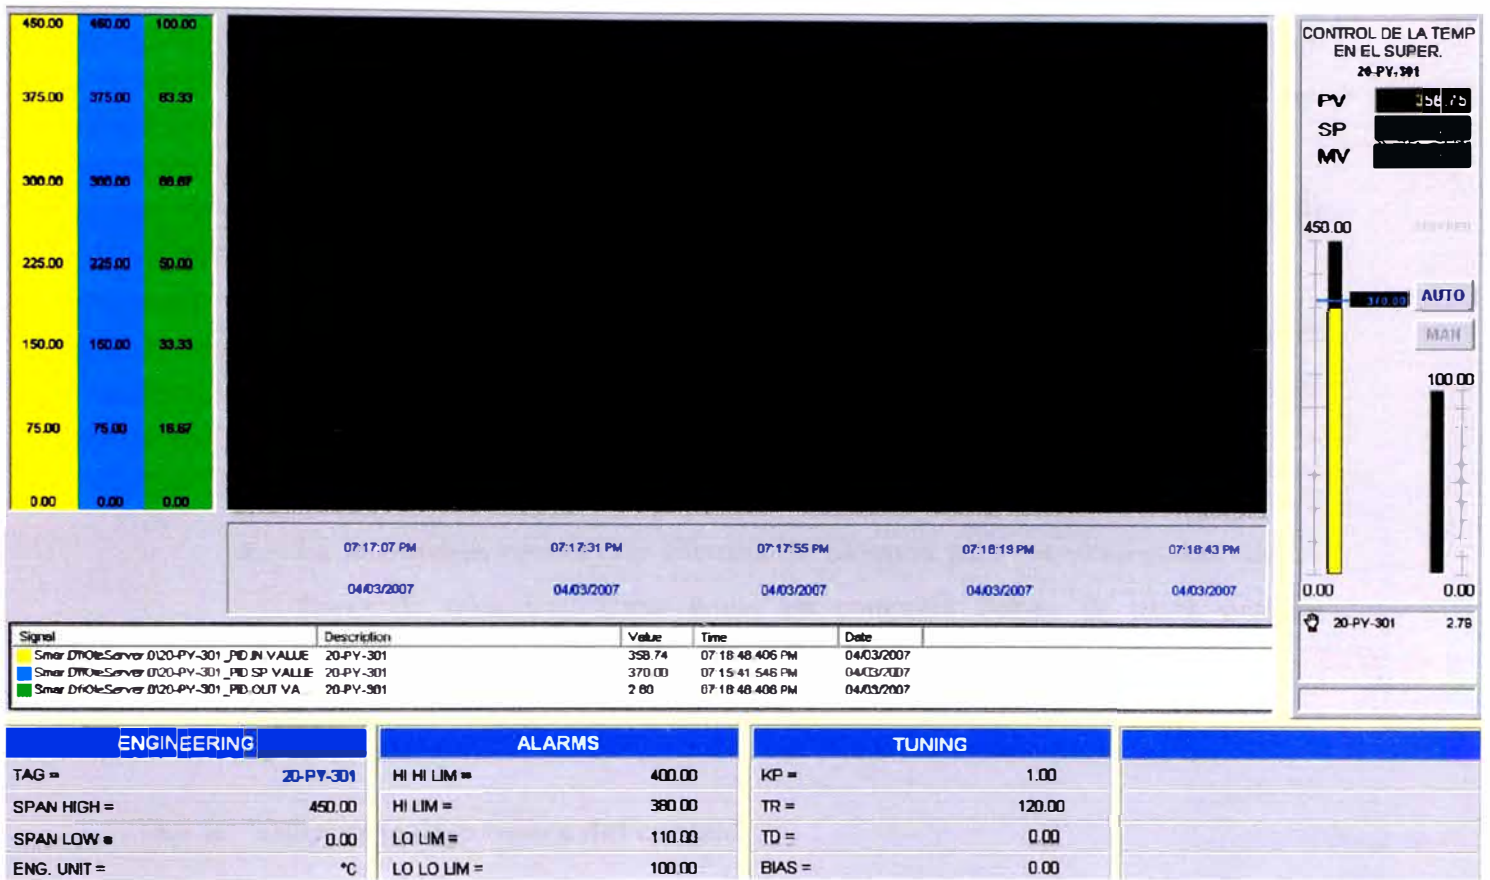 450.00 460.00 100.00
375.00 375.00 83.33
300.00 300.00 66.67
225.00 225.00 50.00
150.00 150.00 33.33
75.00 75.00 16.67
0.00 0.00 0.00
07:17:07 PM 07:17:31 PM 07:17:55 PM 07:18:19 PM 07:18:43 PM
04/03/2007 04/03/2007 04/03/2007 04/03/2007 04/03/2007
Signal Description Value Time Date
Smar.DfiOleServer.0\20-PY-301_PID.IN VALUE 20-PY-301 358.74 07:18:48.406 PM 04/03/2007
Smar.DfiOleServer.0\20-PY-301_PID.SP VALUE 20-PY-301 370.00 07:15:41.546 PM 04/03/2007
Smar.DfiOleServer.0\20-PY-301_PID.OUT VA... 20-PY-301 2.80 07:18:48.406 PM 04/03/2007
CONTROL DE LA TEMP
EN EL SUPER.
20-PY-301
PV 358.75
SP
MV
450.00
370.00 AUTO
MAN
100.00
0.00 0.00
20-PY-301 2.79
ENGINEERING
TAG = 20-PY-301
SPAN HIGH = 450.00
SPAN LOW = 0.00
ENG. UNIT = °C
ALARMS
HI HI LIM = 400.00
HI LIM = 380.00
LO LIM = 110.00
LO LO LIM = 100.00
TUNING
KP = 1.00
TR = 120.00
TD = 0.00
BIAS = 0.00